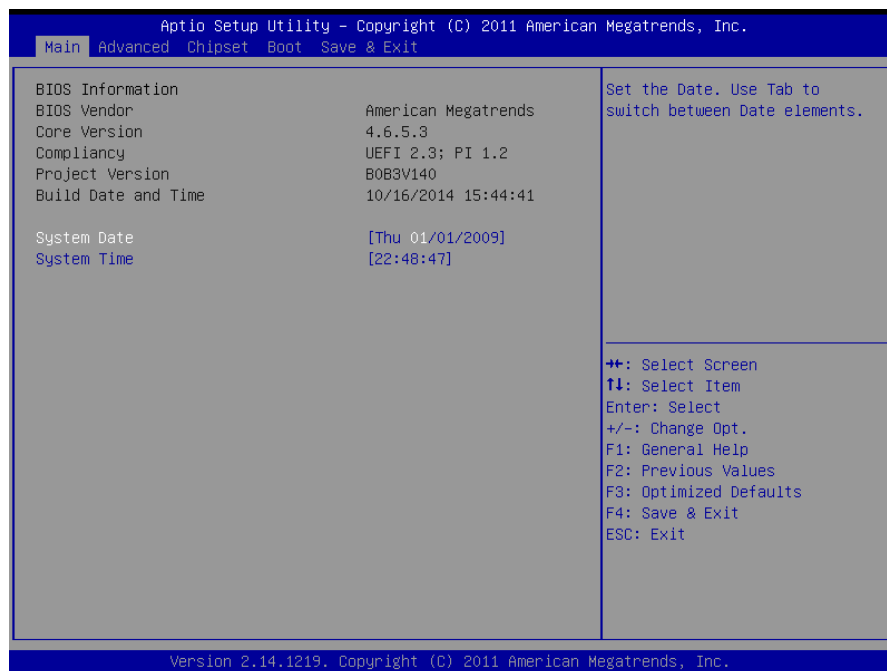 Aptio Setup Utility – Copyright (C) 2011 American Megatrends, Inc.
Main Advanced Chipset Boot Save & Exit
BIOS Information
BIOS Vendor American Megatrends
Core Version 4.6.5.3
Compliancy UEFI 2.3; PI 1.2
Project Version B0B3V140
Build Date and Time 10/16/2014 15:44:41
System Date [Thu 01/01/2009]
System Time [22:48:47]
Set the Date. Use Tab to
switch between Date elements.
→←: Select Screen
↑↓: Select Item
Enter: Select
+/-: Change Opt.
F1: General Help
F2: Previous Values
F3: Optimized Defaults
F4: Save & Exit
ESC: Exit
Version 2.14.1219. Copyright (C) 2011 American Megatrends, Inc.